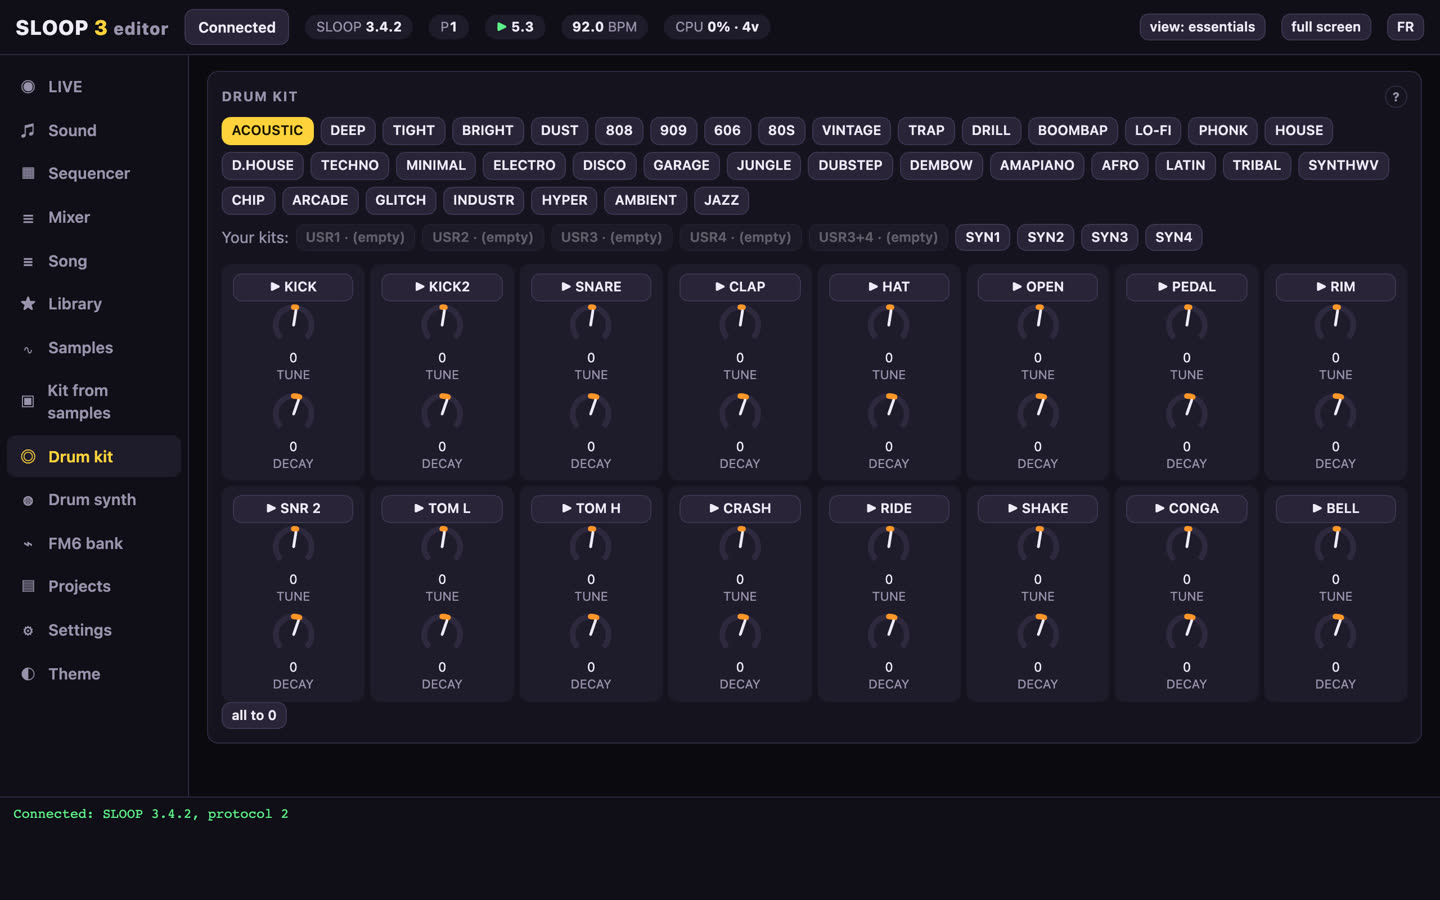 SLOOP 3 editor Connected SLOOP 3.4.2 P1 5.3 92.0 BPM CPU 0% · 4v view: essentials full screen FR
LIVE
Sound
Sequencer
Mixer
Song
Library
Samples
Kit from
samples
Drum kit
Drum synth
FM6 bank
Projects
Settings
Theme
DRUM KIT ?
ACOUSTIC DEEP TIGHT BRIGHT DUST 808 909 606 80S VINTAGE TRAP DRILL BOOMBAP LO-FI PHONK HOUSE
D.HOUSE TECHNO MINIMAL ELECTRO DISCO GARAGE JUNGLE DUBSTEP DEMBOW AMAPIANO AFRO LATIN TRIBAL SYNTHWV
CHIP ARCADE GLITCH INDUSTR HYPER AMBIENT JAZZ
Your kits: USR1 · (empty) USR2 · (empty) USR3 · (empty) USR4 · (empty) USR3+4 · (empty) SYN1 SYN2 SYN3 SYN4
KICK KICK2 SNARE CLAP HAT OPEN PEDAL RIM
0 0 0 0 0 0 0 0
TUNE TUNE TUNE TUNE TUNE TUNE TUNE TUNE
0 0 0 0 0 0 0 0
DECAY DECAY DECAY DECAY DECAY DECAY DECAY DECAY
SNR 2 TOM L TOM H CRASH RIDE SHAKE CONGA BELL
0 0 0 0 0 0 0 0
TUNE TUNE TUNE TUNE TUNE TUNE TUNE TUNE
0 0 0 0 0 0 0 0
DECAY DECAY DECAY DECAY DECAY DECAY DECAY DECAY
all to 0
Connected: SLOOP 3.4.2, protocol 2